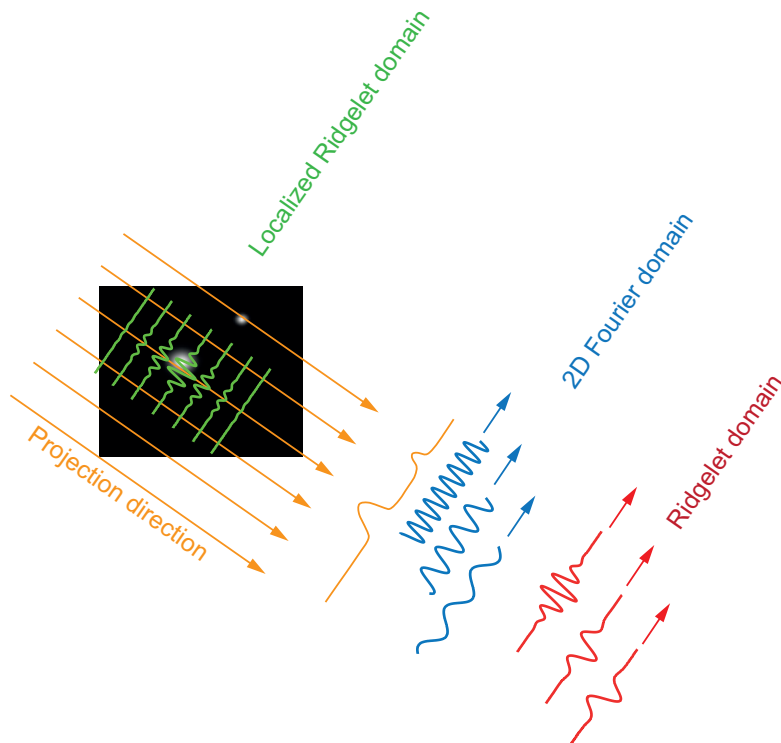 Localized Ridgelet domain
2D Fourier domain
Ridgelet domain
Projection direction